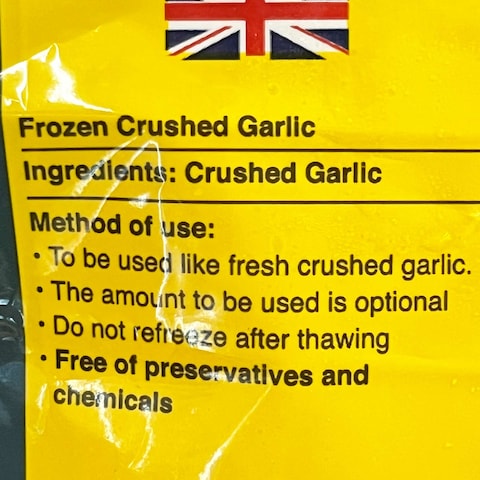 Frozen Crushed Garlic
Ingredients: Crushed Garlic
Method of use:
• To be used like fresh crushed garlic.
• The amount to be used is optional
• Do not refreeze after thawing
• Free of preservatives and
chemicals